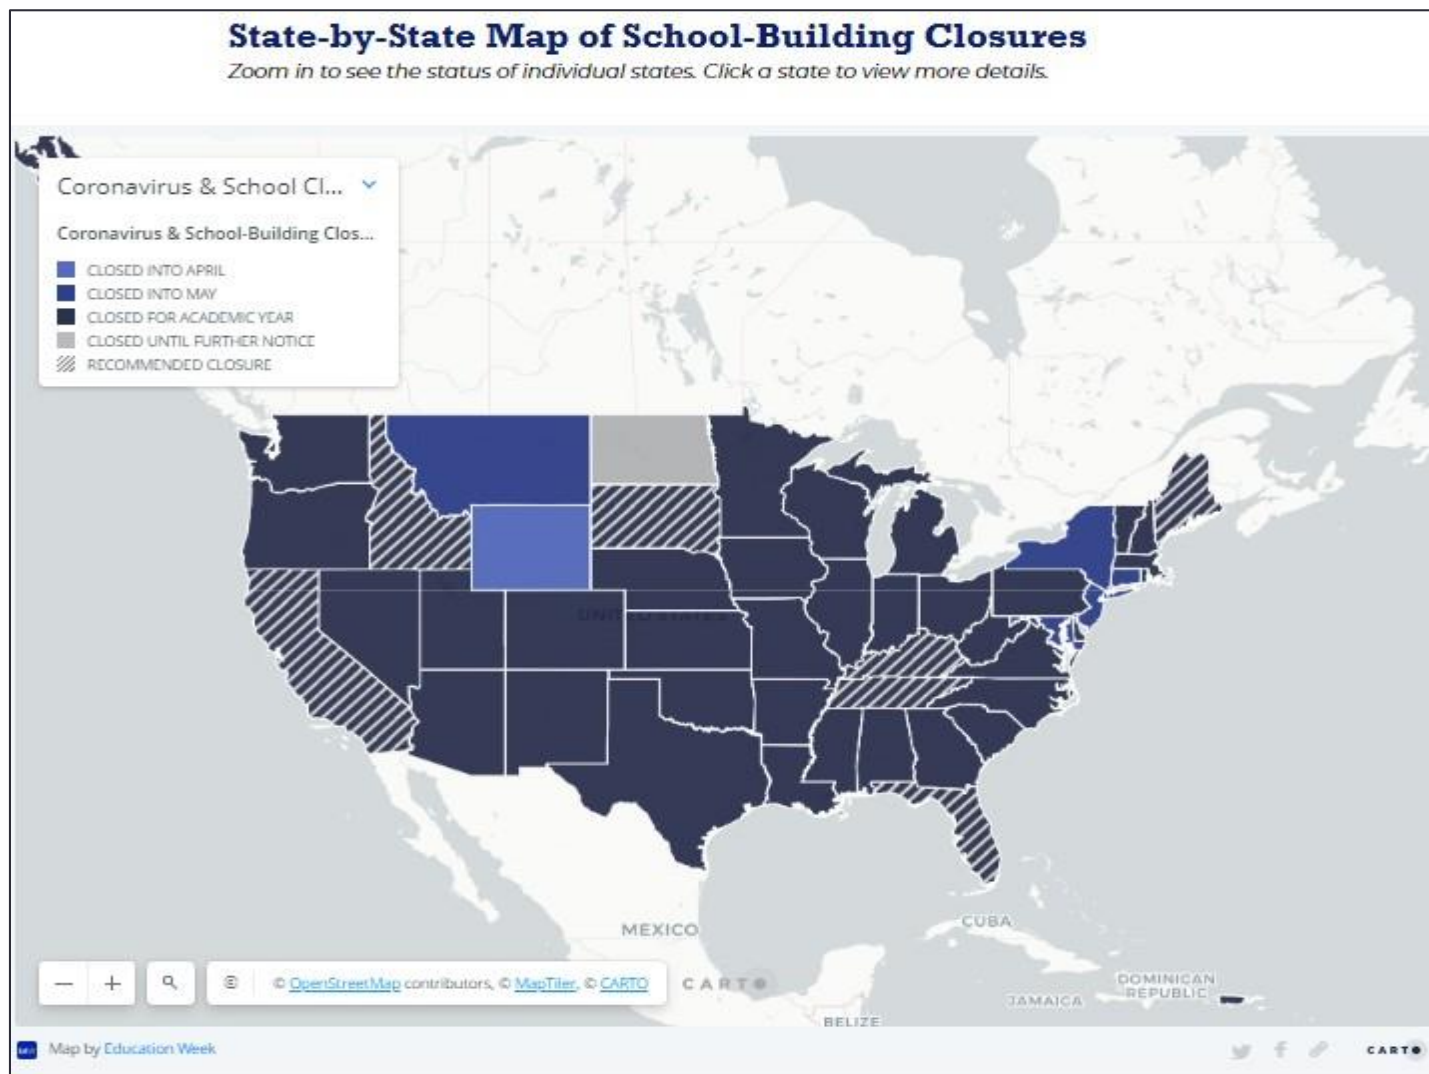 State-by-State Map of School-Building Closures
Zoom in to see the status of individual states. Click a state to view more details.
Coronavirus & School Cl...
Coronavirus & School-Building Clos...
CLOSED INTO APRIL
CLOSED INTO MAY
CLOSED FOR ACADEMIC YEAR
CLOSED UNTIL FURTHER NOTICE
RECOMMENDED CLOSURE
UNITED STATES
MEXICO
CUBA
DOMINICAN
REPUBLIC
JAMAICA
BELIZE
© OpenStreetMap contributors, © MapTiler, © CARTO
CARTO
Map by Education Week
CARTO